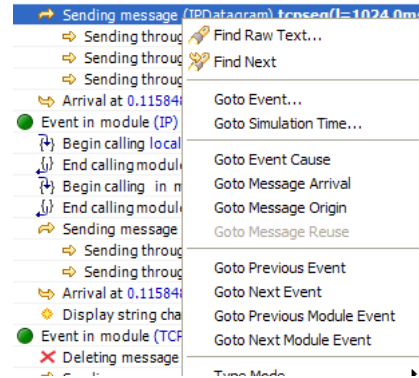 Sending message (IPDatagram) tcpseg(l=1024,0ms
Sending throug
Find Raw Text...
Sending throug
Find Next
Sending throug
Arrival at 0.115848
Goto Event...
Event in module (IP)
Goto Simulation Time...
Begin calling local
End calling module
Goto Event Cause
Begin calling in m
Goto Message Arrival
End calling module
Goto Message Origin
Sending message
Goto Message Reuse
Sending throug
Sending throug
Goto Previous Event
Arrival at 0.115848
Goto Next Event
Display string cha
Goto Previous Module Event
Event in module (TCP
Goto Next Module Event
Deleting message
Type Mode